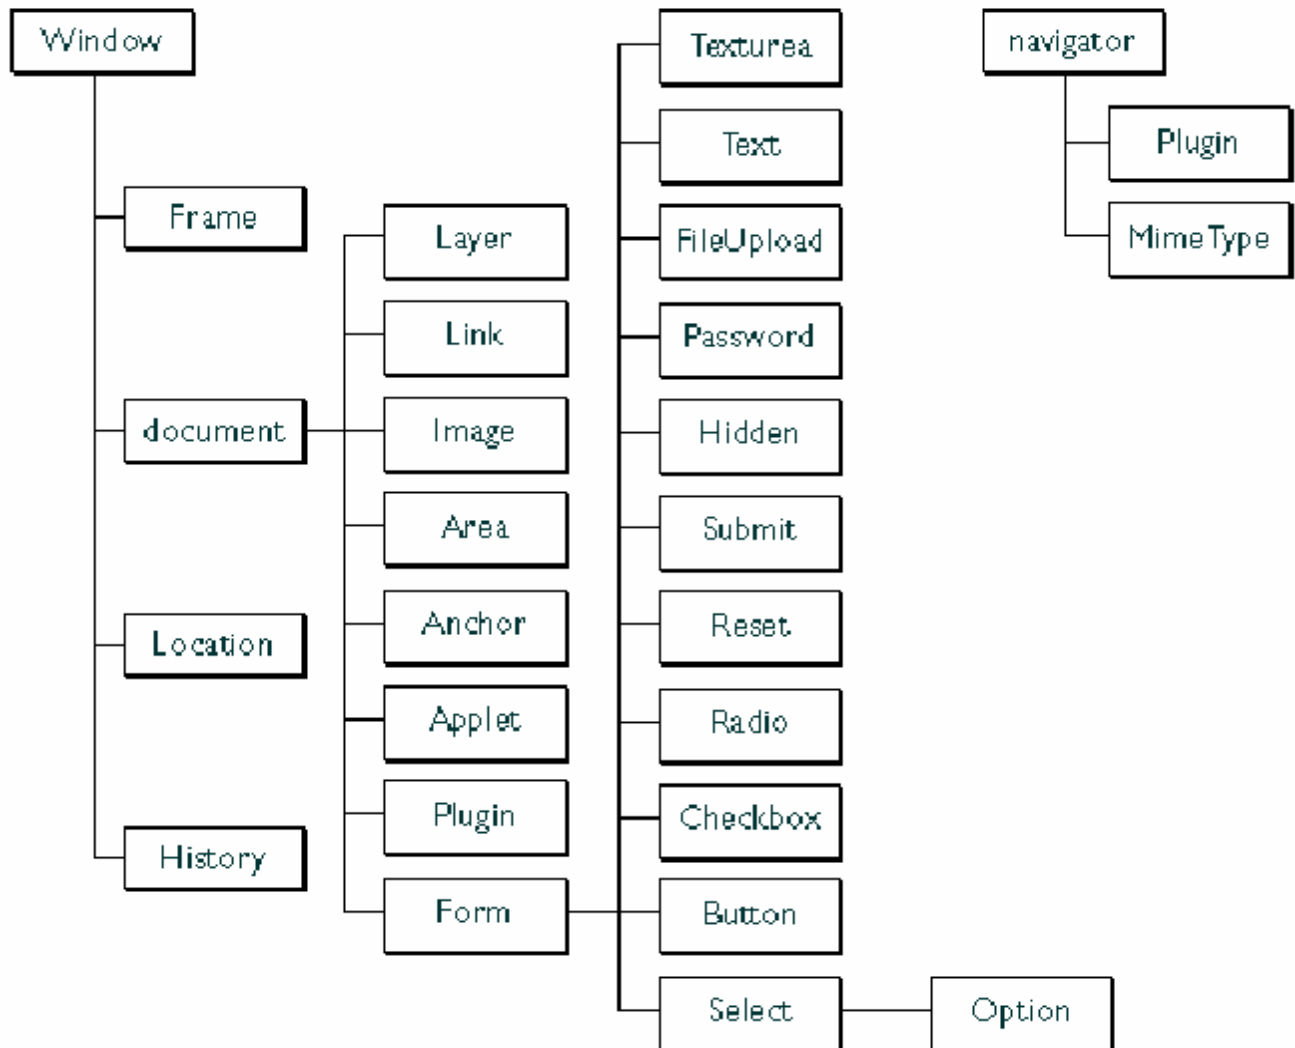 Window
Frame
document
Location
History
Layer
Link
Image
Area
Anchor
Applet
Plugin
Form
Texturea
Text
FileUpload
Password
Hidden
Submit
Reset
Radio
Checkbox
Button
Select
Option
navigator
Plugin
MimeType